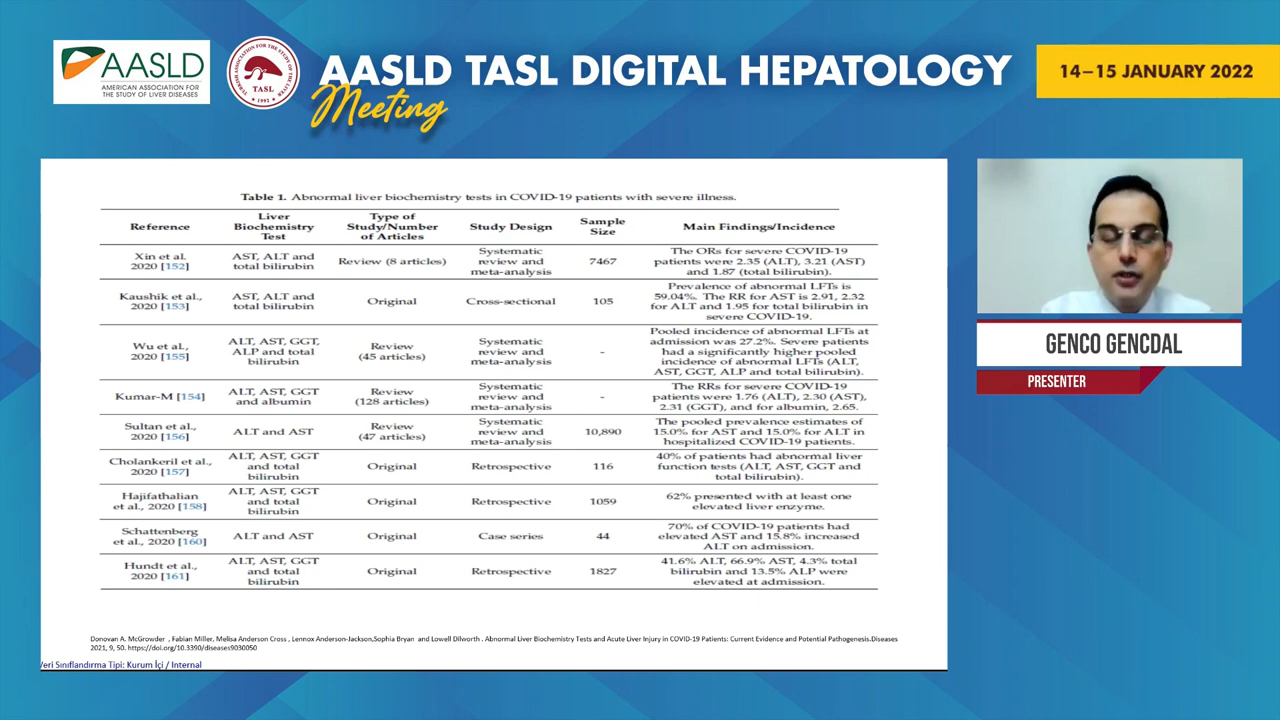 AASLD
AMERICAN ASSOCIATION FOR
THE STUDY OF LIVER DISEASES
TURKISH ASSOCIATION FOR THE STUDY OF THE LIVER
TASL
1992
AASLD TASL DIGITAL HEPATOLOGY
Meeting
14–15 JANUARY 2022
Table 1. Abnormal liver biochemistry tests in COVID-19 patients with severe illness.
Reference | Liver Biochemistry Test | Type of Study/Number of Articles | Study Design | Sample Size | Main Findings/Incidence
Xin et al. 2020 [152] | AST, ALT and total bilirubin | Review (8 articles) | Systematic review and meta-analysis | 7467 | The ORs for severe COVID-19 patients were 2.35 (ALT), 3.21 (AST) and 1.87 (total bilirubin).
Kaushik et al., 2020 [153] | AST, ALT and total bilirubin | Original | Cross-sectional | 105 | Prevalence of abnormal LFTs is 59.04%. The RR for AST is 2.91, 2.32 for ALT and 1.95 for total bilirubin in severe COVID-19.
Wu et al., 2020 [155] | ALT, AST, GGT, ALP and total bilirubin | Review (45 articles) | Systematic review and meta-analysis | - | Pooled incidence of abnormal LFTs at admission was 27.2%. Severe patients had a significantly higher pooled incidence of abnormal LFTs (ALT, AST, GGT, ALP and total bilirubin).
Kumar-M [154] | ALT, AST, GGT and albumin | Review (128 articles) | Systematic review and meta-analysis | - | The RRs for severe COVID-19 patients were 1.76 (ALT), 2.30 (AST), 2.31 (GGT), and for albumin, 2.65.
Sultan et al., 2020 [156] | ALT and AST | Review (47 articles) | Systematic review and meta-analysis | 10,890 | The pooled prevalence estimates of 15.0% for AST and 15.0% for ALT in hospitalized COVID-19 patients.
Cholankeril et al., 2020 [157] | ALT, AST, GGT and total bilirubin | Original | Retrospective | 116 | 40% of patients had abnormal liver function tests (ALT, AST, GGT and total bilirubin).
Hajifathalian et al., 2020 [158] | ALT, AST, GGT and total bilirubin | Original | Retrospective | 1059 | 62% presented with at least one elevated liver enzyme.
Schattenberg et al., 2020 [160] | ALT and AST | Original | Case series | 44 | 70% of COVID-19 patients had elevated AST and 15.8% increased ALT on admission.
Hundt et al., 2020 [161] | ALT, AST, GGT and total bilirubin | Original | Retrospective | 1827 | 41.6% ALT, 66.9% AST, 4.3% total bilirubin and 13.5% ALP were elevated at admission.
Donovan A. McGrowder , Fabian Miller, Melisa Anderson Cross , Lennox Anderson-Jackson,Sophia Bryan and Lowell Dilworth . Abnormal Liver Biochemistry Tests and Acute Liver Injury in COVID-19 Patients: Current Evidence and Potential Pathogenesis.Diseases
2021, 9, 50. https://doi.org/10.3390/diseases9030050
Veri Sınıflandırma Tipi: Kurum İçi / Internal
GENCO GENCDAL
PRESENTER